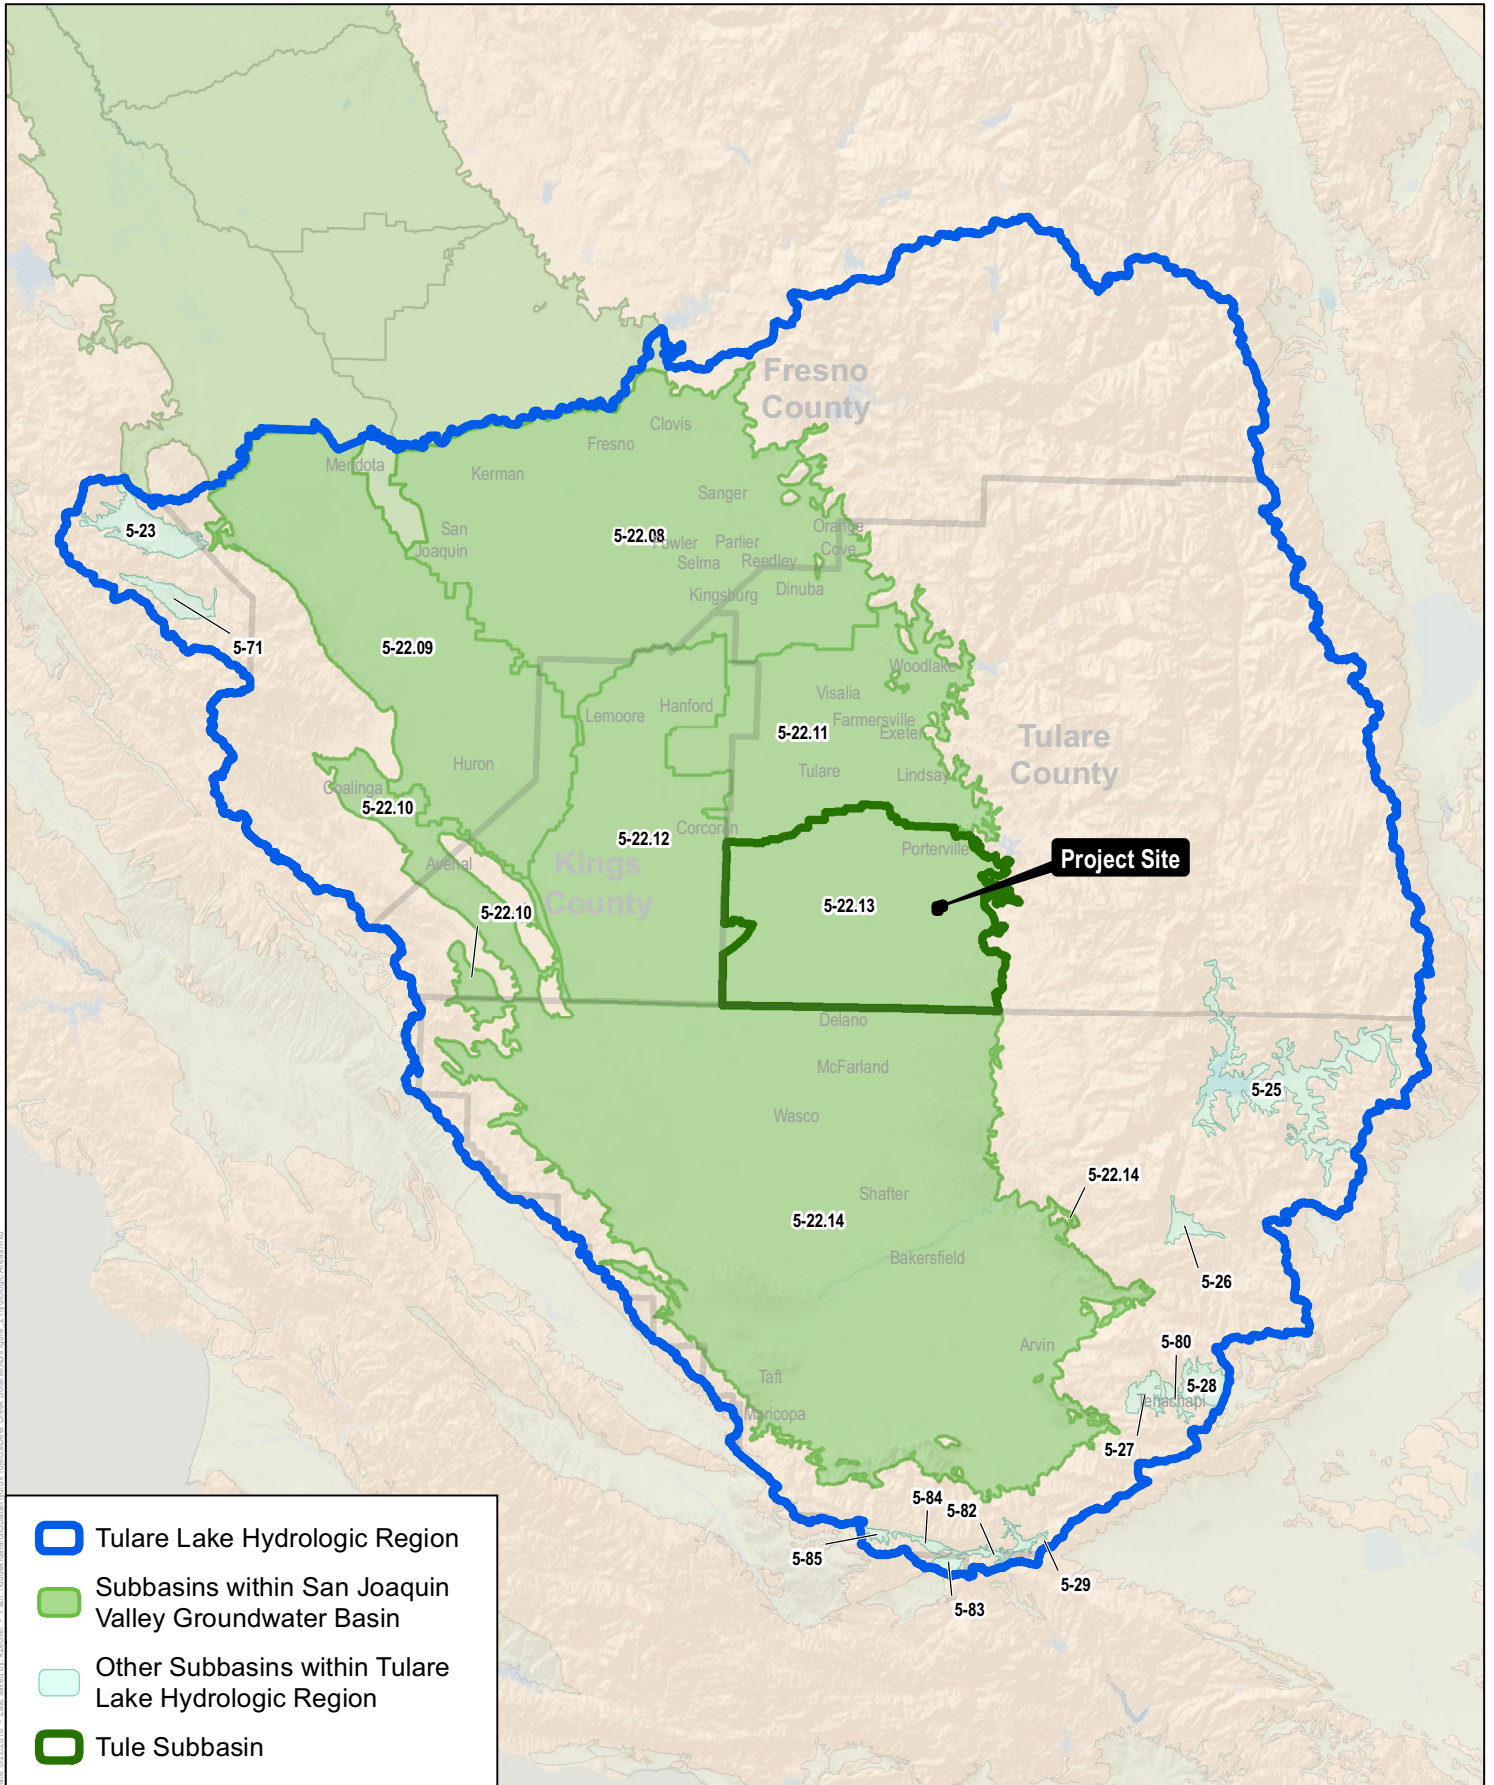 Fresno
County
Clovis
Fresno
Mendota
Kerman
Sanger
5-23
San
Joaquin
5-22.08
Fowler
Parlier
Orange
Cove
Selma
Reedley
Kingsburg
Dinuba
5-71
5-22.09
Woodlake
Visalia
Hanford
Lemoore
Farmersville
5-22.11
Exeter
Tulare
County
Huron
Tulare
Lindsay
Coalinga
5-22.10
Corcoran
5-22.12
Porterville
Project Site
Avenal
Kings
County
5-22.10
5-22.13
Delano
McFarland
5-25
Wasco
5-22.14
Shafter
5-22.14
Bakersfield
5-26
Arvin
5-80
Taft
5-28
Tehachapi
Maricopa
5-27
5-84
5-82
5-85
5-29
5-83
Tulare Lake Hydrologic Region
Subbasins within San Joaquin
Valley Groundwater Basin
Other Subbasins within Tulare
Lake Hydrologic Region
Tule Subbasin